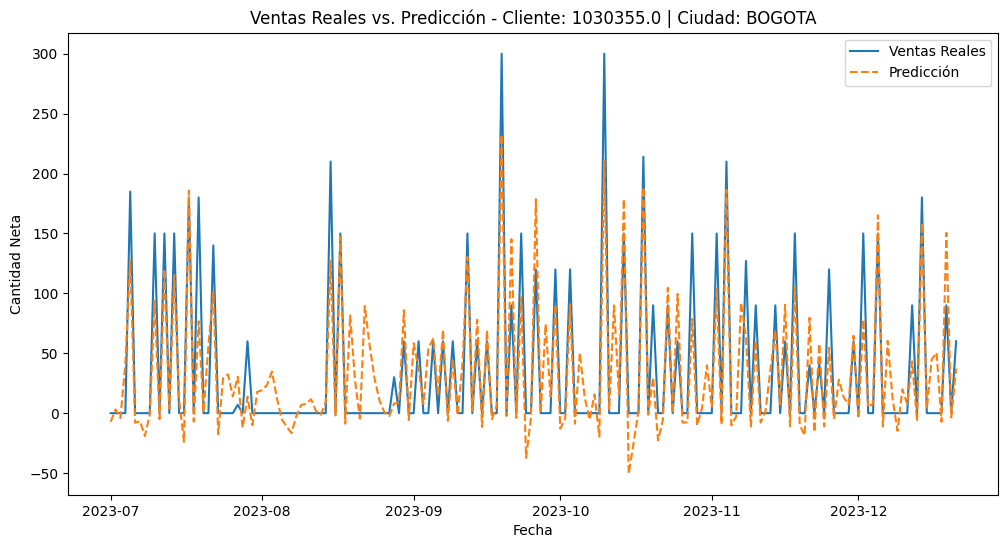 Ventas Reales vs. Predicción - Cliente: 1030355.0 | Ciudad: BOGOTA
Ventas Reales
Predicción
300
250
200
150
100
50
0
−50
Cantidad Neta
2023-07
2023-08
2023-09
2023-10
2023-11
2023-12
Fecha